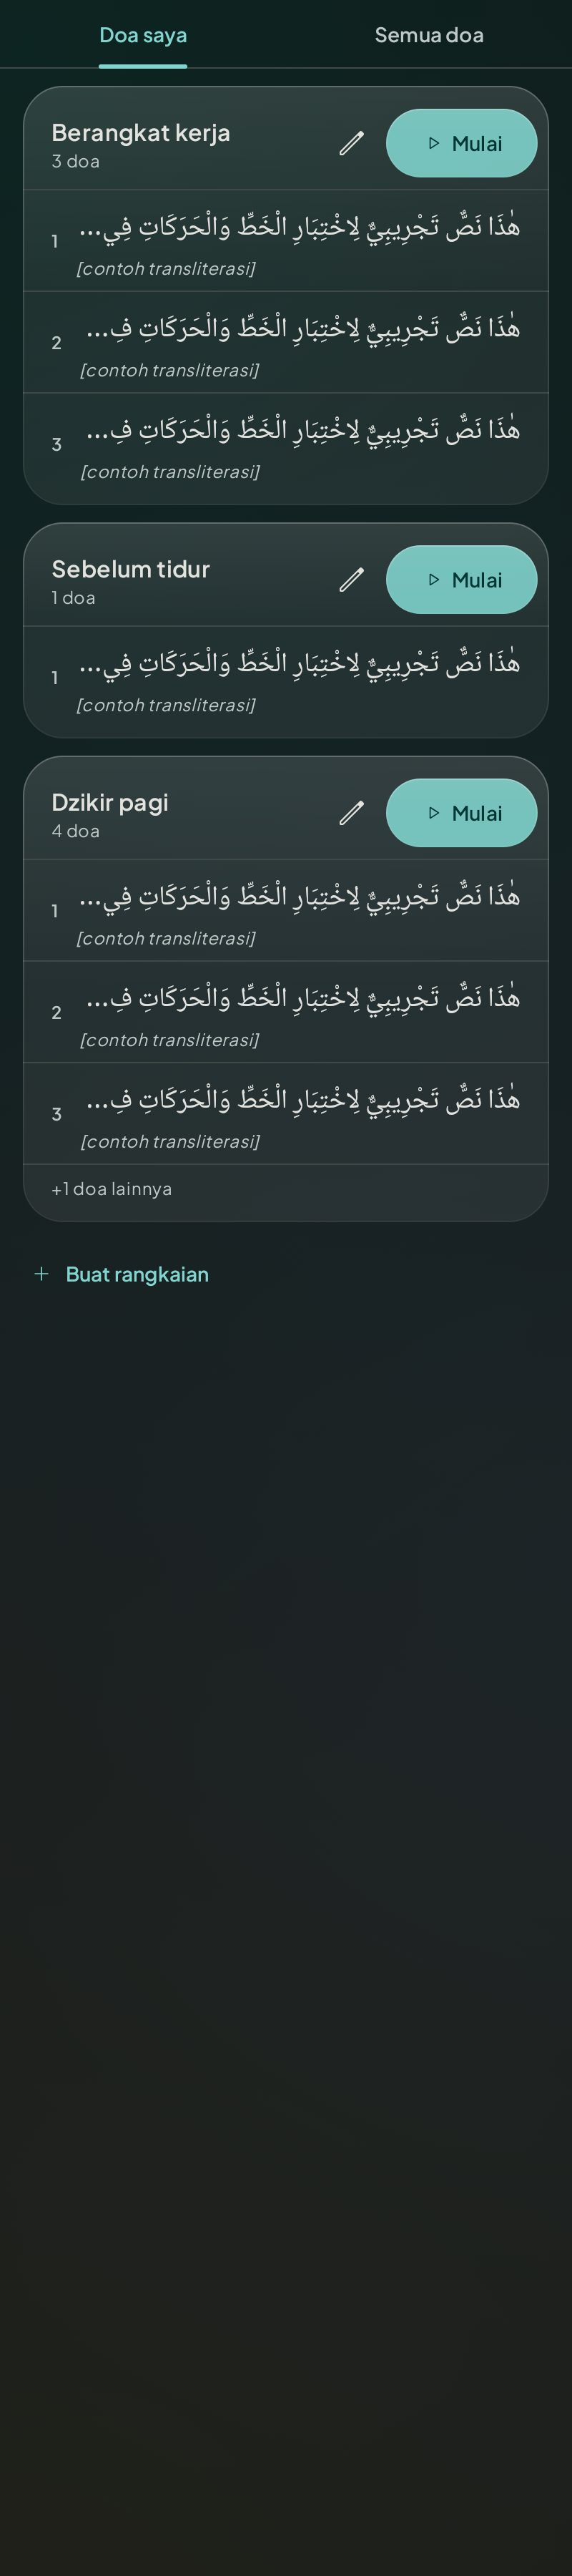 Doa saya
Semua doa
Berangkat kerja
3 doa
Mulai
1
هٰذَا نَصٌّ تَجْرِيبِيٌّ لِاخْتِبَارِ الْخَطِّ وَالْحَرَكَاتِ فِي...
[contoh transliterasi]
2
هٰذَا نَصٌّ تَجْرِيبِيٌّ لِاخْتِبَارِ الْخَطِّ وَالْحَرَكَاتِ فِ...
[contoh transliterasi]
3
هٰذَا نَصٌّ تَجْرِيبِيٌّ لِاخْتِبَارِ الْخَطِّ وَالْحَرَكَاتِ فِ...
[contoh transliterasi]
Sebelum tidur
1 doa
Mulai
1
هٰذَا نَصٌّ تَجْرِيبِيٌّ لِاخْتِبَارِ الْخَطِّ وَالْحَرَكَاتِ فِي...
[contoh transliterasi]
Dzikir pagi
4 doa
Mulai
1
هٰذَا نَصٌّ تَجْرِيبِيٌّ لِاخْتِبَارِ الْخَطِّ وَالْحَرَكَاتِ فِي...
[contoh transliterasi]
2
هٰذَا نَصٌّ تَجْرِيبِيٌّ لِاخْتِبَارِ الْخَطِّ وَالْحَرَكَاتِ فِ...
[contoh transliterasi]
3
هٰذَا نَصٌّ تَجْرِيبِيٌّ لِاخْتِبَارِ الْخَطِّ وَالْحَرَكَاتِ فِ...
[contoh transliterasi]
+1 doa lainnya
Buat rangkaian